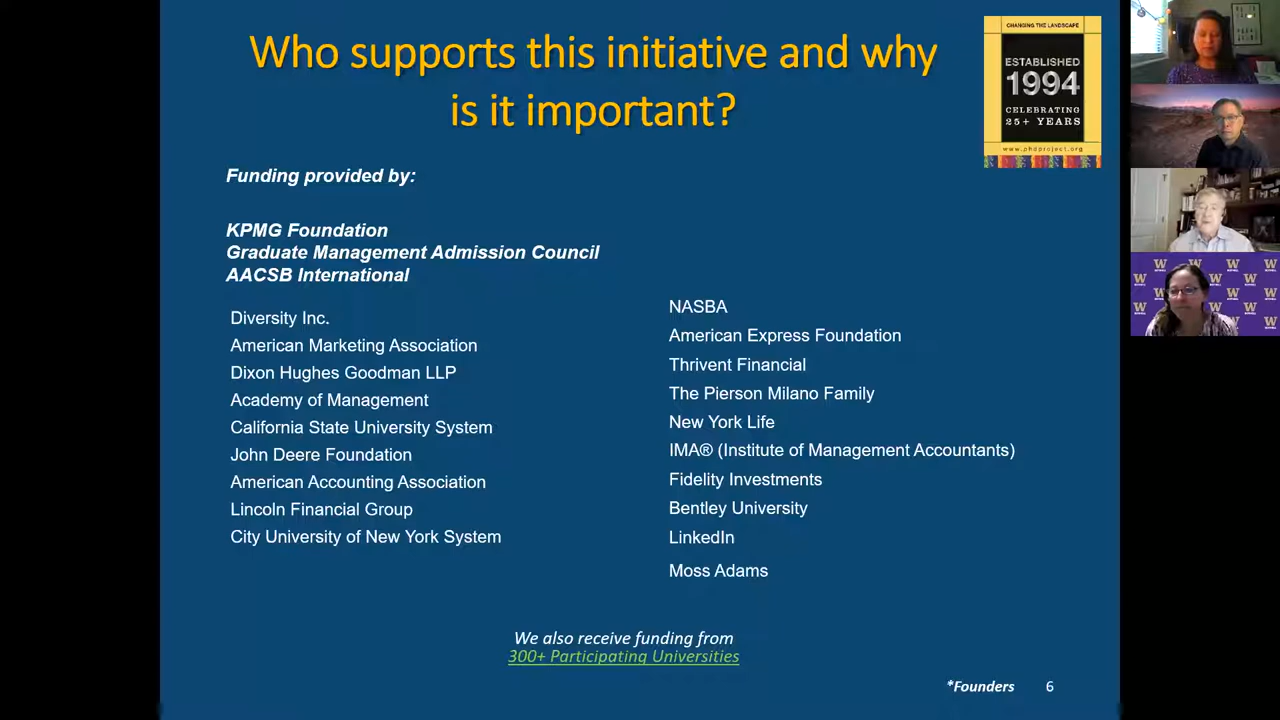 Who supports this initiative and why
is it important?
CHANGING THE LANDSCAPE
ESTABLISHED
1994
CELEBRATING
25+ YEARS
www.phdproject.org
Funding provided by:
KPMG Foundation
Graduate Management Admission Council
AACSB International
Diversity Inc.
American Marketing Association
Dixon Hughes Goodman LLP
Academy of Management
California State University System
John Deere Foundation
American Accounting Association
Lincoln Financial Group
City University of New York System
NASBA
American Express Foundation
Thrivent Financial
The Pierson Milano Family
New York Life
IMA® (Institute of Management Accountants)
Fidelity Investments
Bentley University
LinkedIn
Moss Adams
We also receive funding from
300+ Participating Universities
*Founders 6